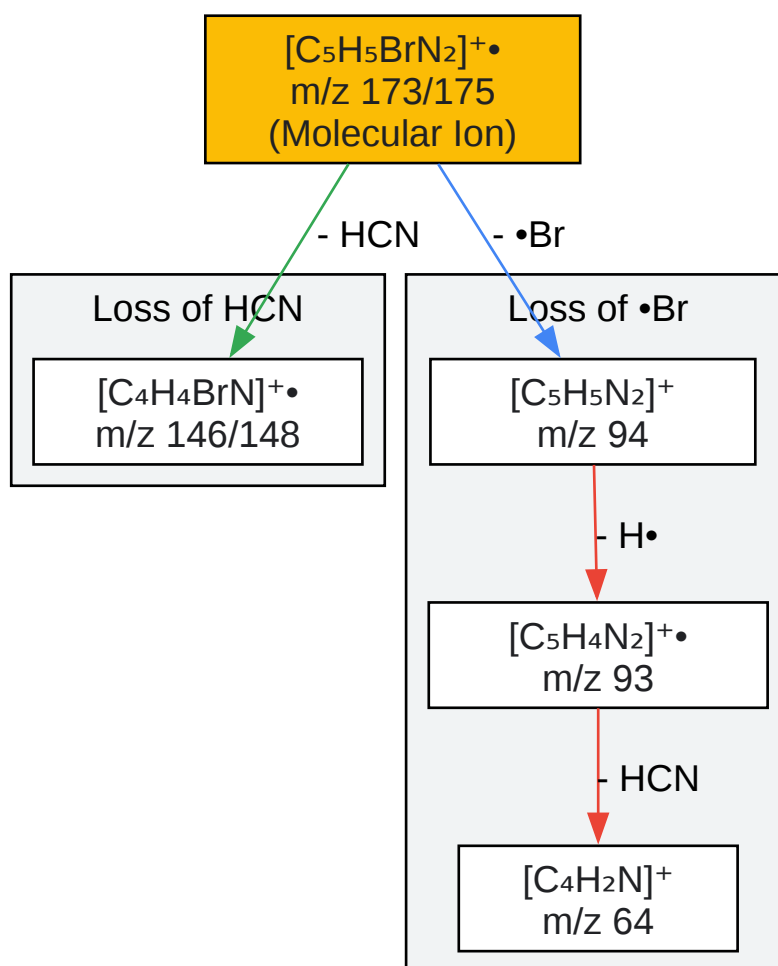 [C₅H₅BrN₂]⁺•
m/z 173/175
(Molecular Ion)
- HCN
- •Br
Loss of HCN
[C₄H₄BrN]⁺•
m/z 146/148
Loss of •Br
[C₅H₅N₂]⁺
m/z 94
- H•
[C₅H₄N₂]⁺•
m/z 93
- HCN
[C₄H₂N]⁺
m/z 64